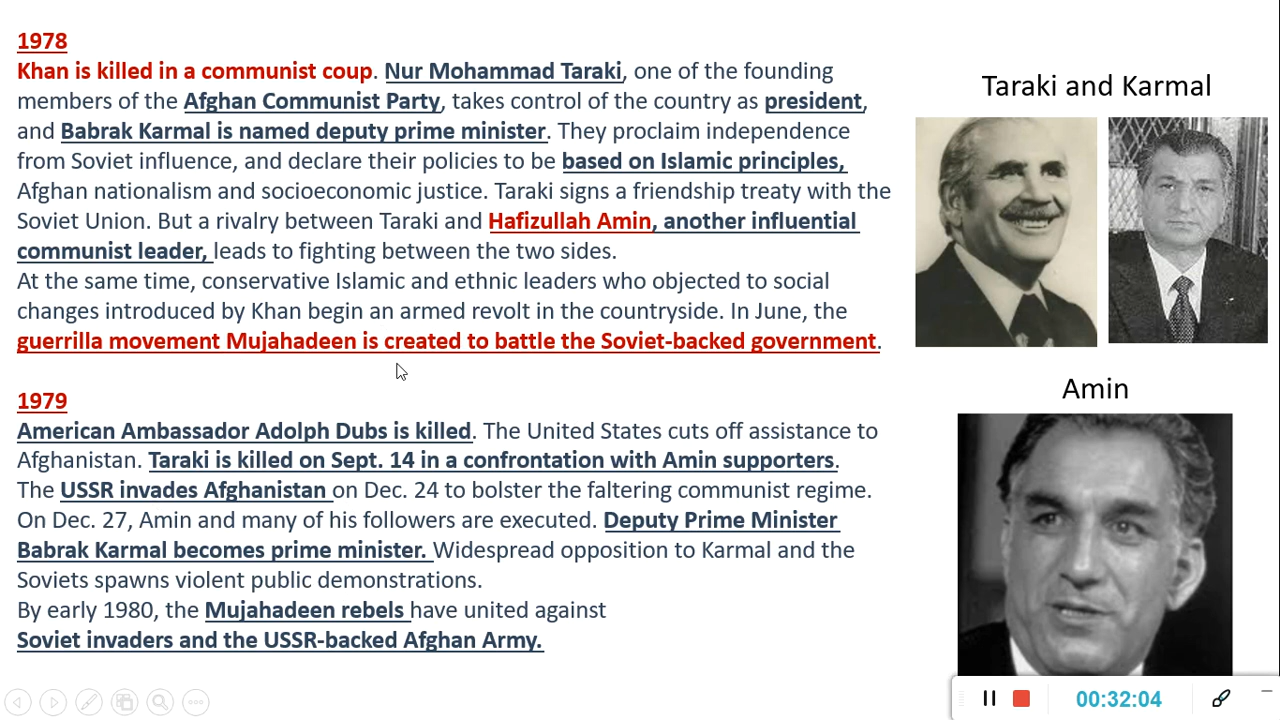 1978
Khan is killed in a communist coup. Nur Mohammad Taraki, one of the founding
members of the Afghan Communist Party, takes control of the country as president,
and Babrak Karmal is named deputy prime minister. They proclaim independence
from Soviet influence, and declare their policies to be based on Islamic principles,
Afghan nationalism and socioeconomic justice. Taraki signs a friendship treaty with the
Soviet Union. But a rivalry between Taraki and Hafizullah Amin, another influential
communist leader, leads to fighting between the two sides.
At the same time, conservative Islamic and ethnic leaders who objected to social
changes introduced by Khan begin an armed revolt in the countryside. In June, the
guerrilla movement Mujahadeen is created to battle the Soviet-backed government.
1979
American Ambassador Adolph Dubs is killed. The United States cuts off assistance to
Afghanistan. Taraki is killed on Sept. 14 in a confrontation with Amin supporters.
The USSR invades Afghanistan on Dec. 24 to bolster the faltering communist regime.
On Dec. 27, Amin and many of his followers are executed. Deputy Prime Minister
Babrak Karmal becomes prime minister. Widespread opposition to Karmal and the
Soviets spawns violent public demonstrations.
By early 1980, the Mujahadeen rebels have united against
Soviet invaders and the USSR-backed Afghan Army.
Taraki and Karmal
Amin
00:32:04